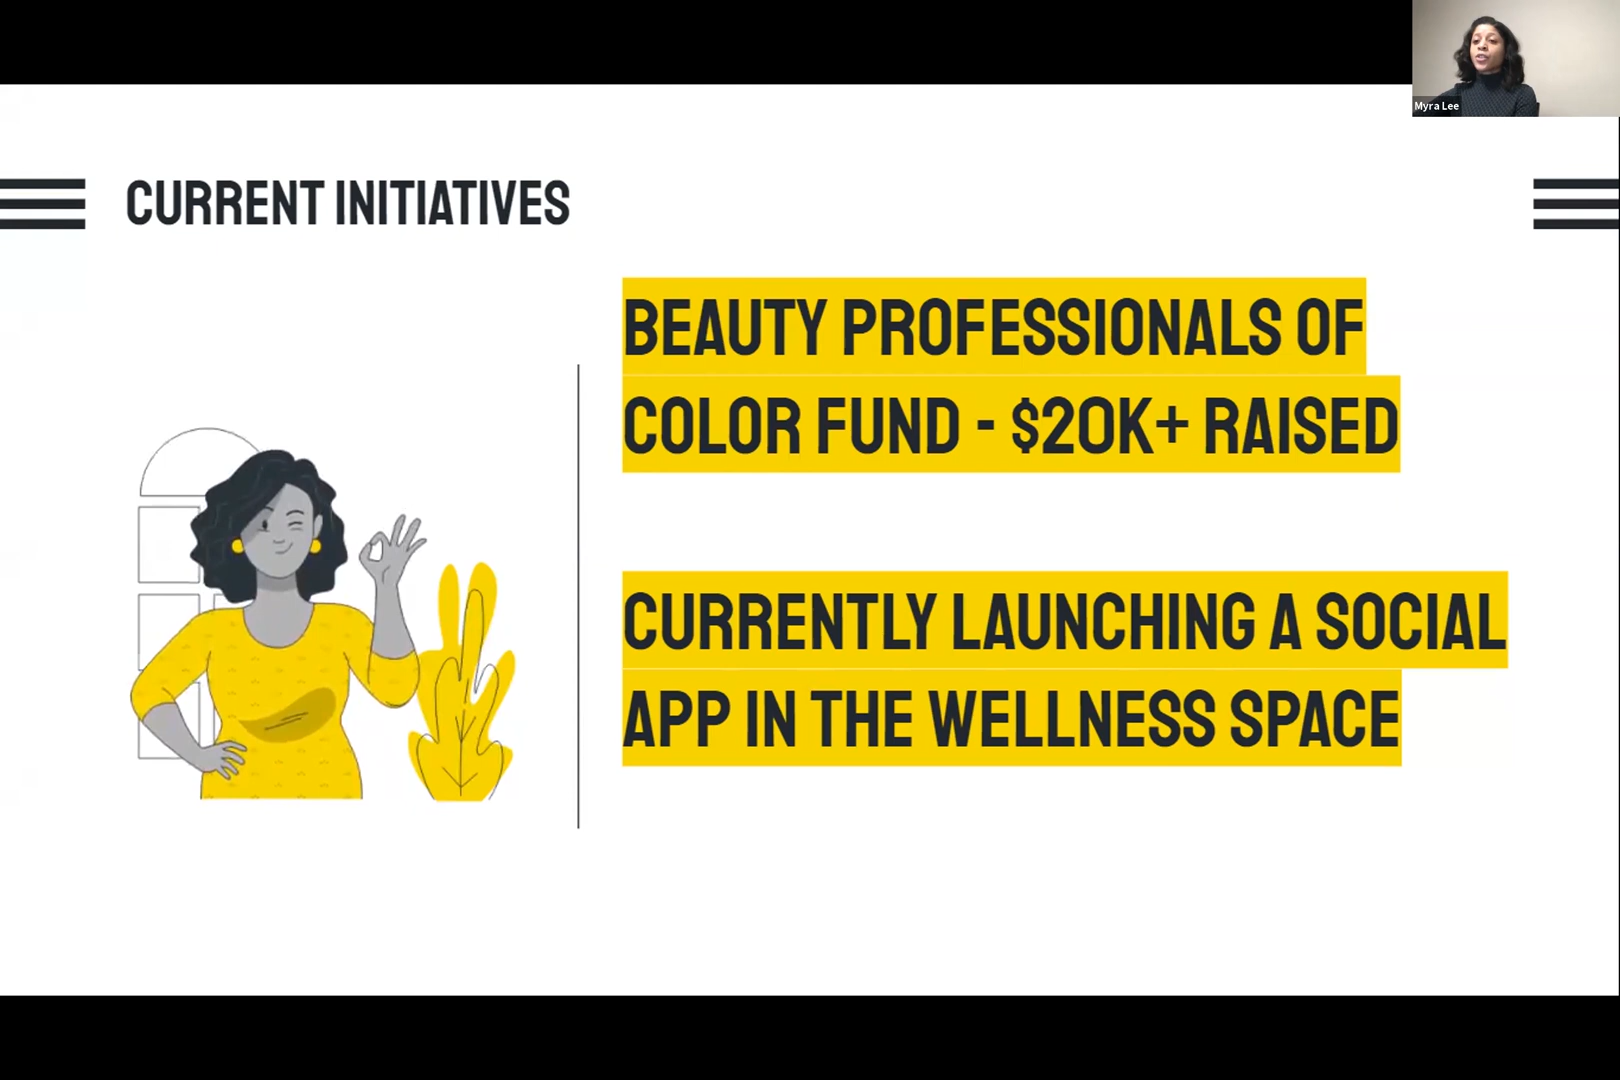 Myra Lee
CURRENT INITIATIVES
BEAUTY PROFESSIONALS OF
COLOR FUND - $20K+ RAISED
CURRENTLY LAUNCHING A SOCIAL
APP IN THE WELLNESS SPACE